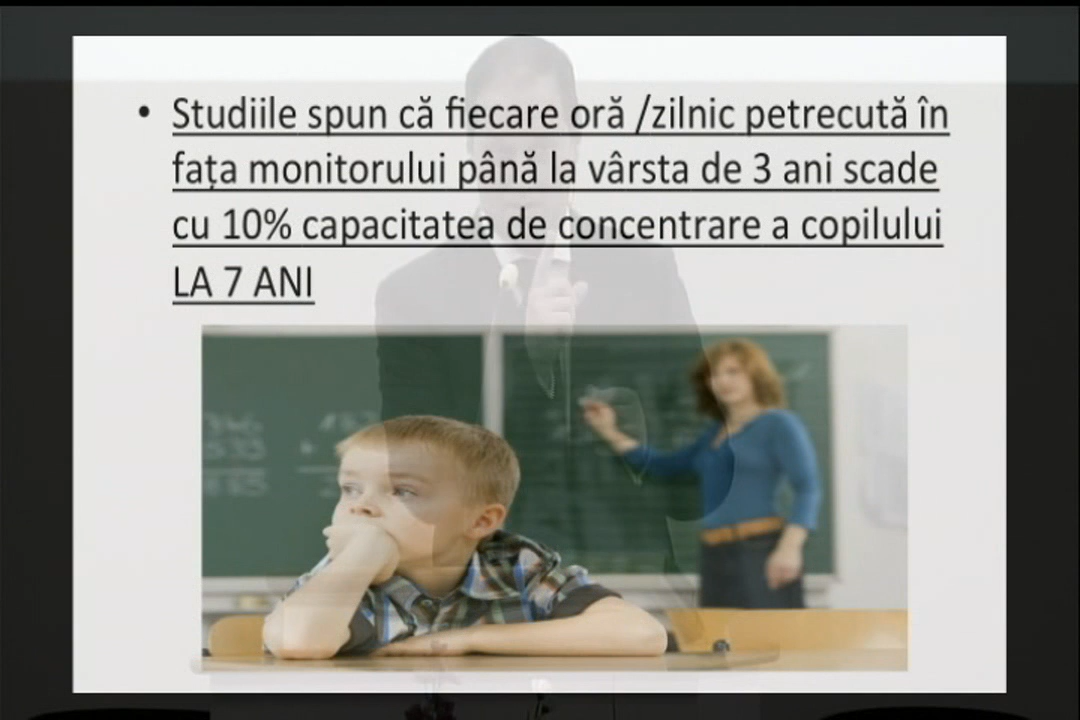 • Studiile spun că fiecare oră /zilnic petrecută în
fața monitorului până la vârsta de 3 ani scade
cu 10% capacitatea de concentrare a copilului
LA 7 ANI